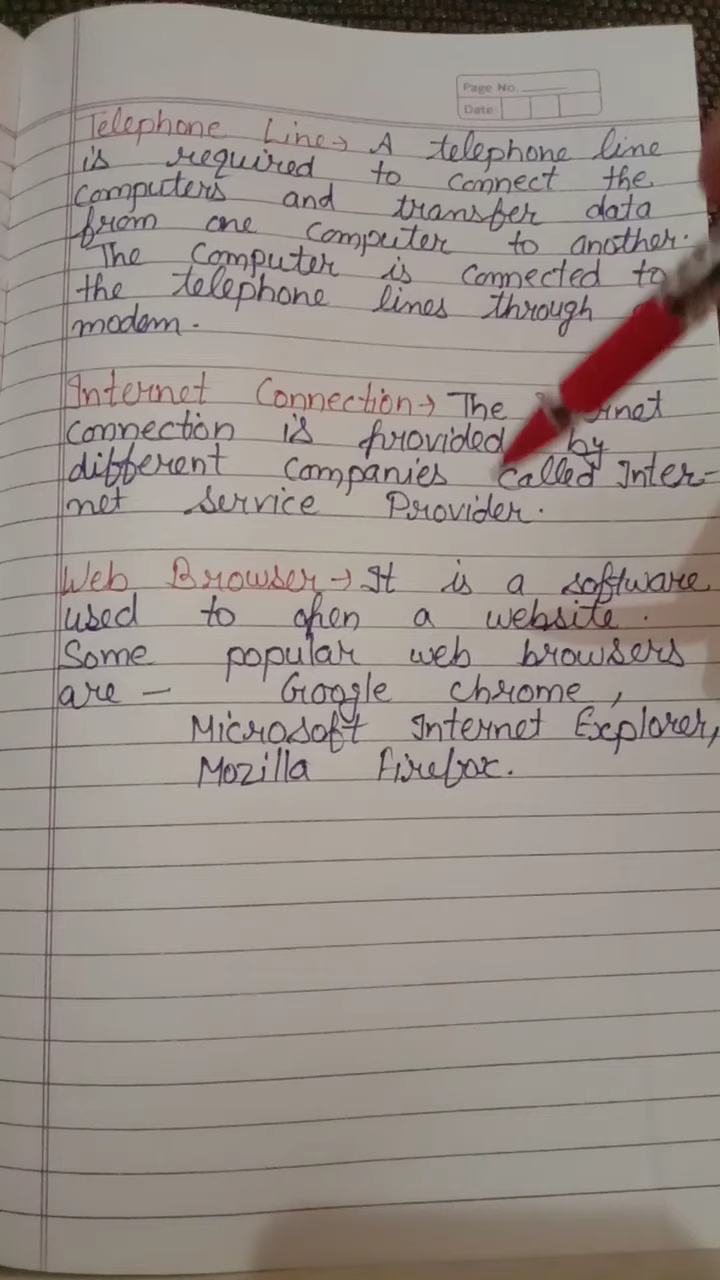 Page No.
Date
Telephone Line → A telephone line
is required to connect the
computers and transfer data
from one computer to another.
The computer is connected to
the telephone lines through
modem.
Internet Connection → The
connection is provided by
different companies called Inter-
net Service Provider.
Web Browser → It is a software
used to open a website.
Some popular web browsers
are - Google chrome,
Microsoft Internet Explorer,
Mozilla Firefox.